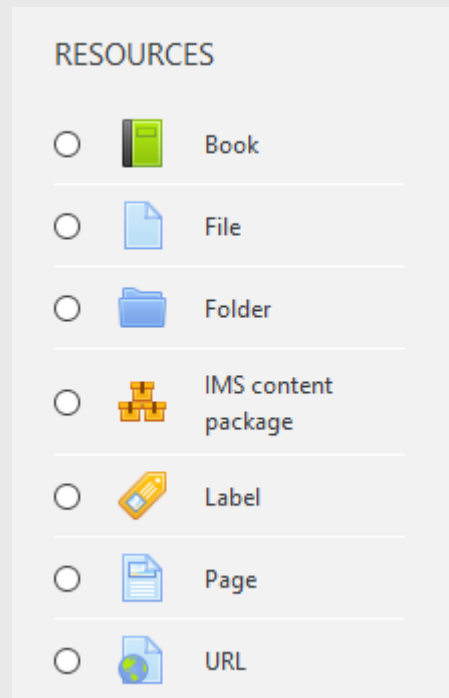 RESOURCES
Book
File
Folder
IMS content
package
Label
Page
URL